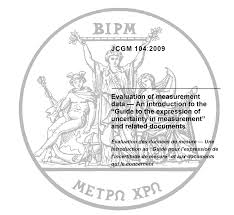 BIPM
JCGM 104:2009
Evaluation of measurement
data — An introduction to the
"Guide to the expression of
uncertainty in measurement"
and related documents
Évaluation des données de mesure — Une
introduction au "Guide pour l'expression de
l'incertitude de mesure" et aux documents
qui le concernent
ΜΕΤΡΩ ΧΡΩ